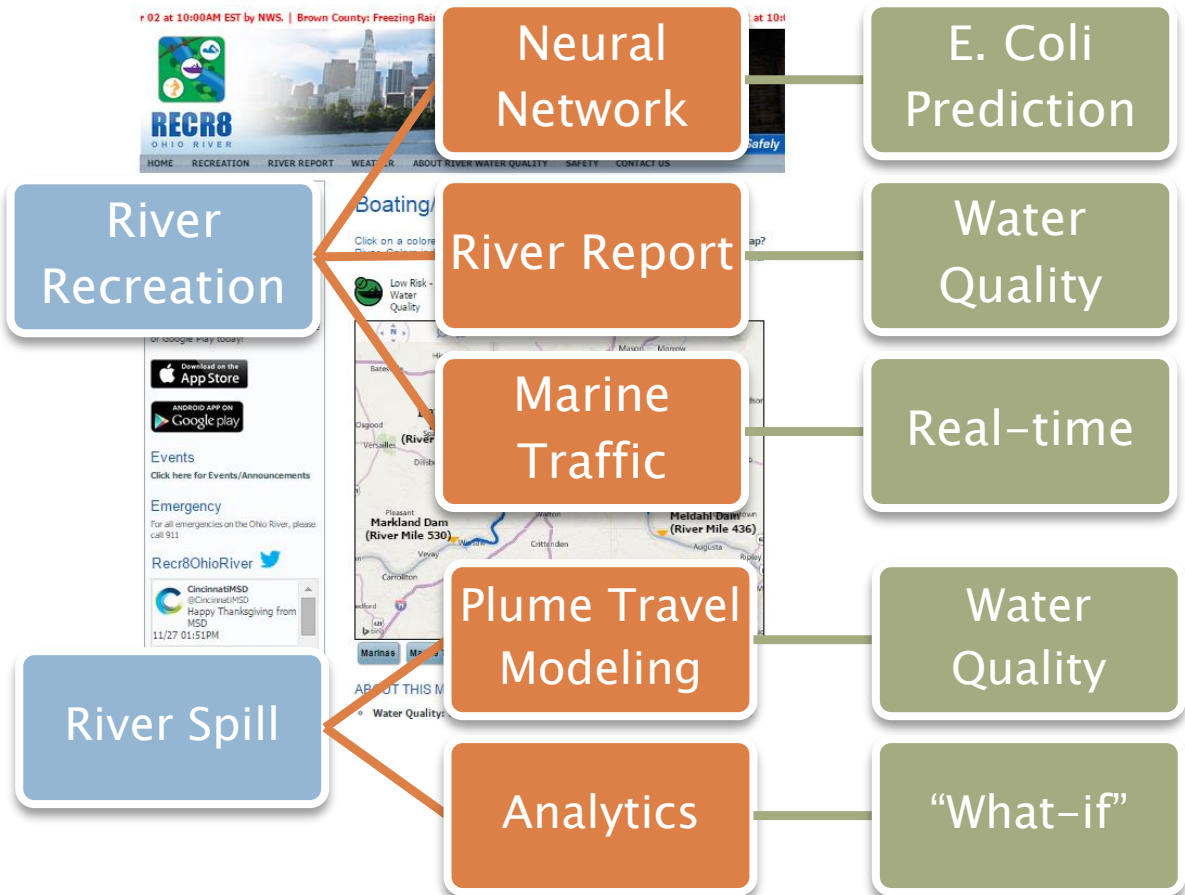 r 02 at 10:00AM EST by NWS. | Brown County: Freezing Rain
at 10:
RECR8
OHIO RIVER
Safely
HOME RECREATION RIVER REPORT WEATHER ABOUT RIVER WATER QUALITY SAFETY CONTACT US
Neural
Network
E. Coli
Prediction
River
Recreation
River Report
Water
Quality
Marine
Traffic
Real-time
Boating/
Click on a colore
ap?
Low Risk -
Water
Quality
or Google Play today!
Download on the
App Store
ANDROID APP ON
Google play
Events
Click here for Events/Announcements
Emergency
For all emergencies on the Ohio River, please
call 911
Recr8OhioRiver
CincinnatiMSD
@CincinnatiMSD
Happy Thanksgiving from
MSD
11/27 01:51PM
N
Mason Morrow
Osgood
Versailles
(River
Pleasant
Markland Dam
(River Mile 530)
Warsaw
Vevay
Carrollton
Walton
Crittenden
Meldahl Dam
(River Mile 436)
Augusta
Ripley
bing
Marinas
Plume Travel
Modeling
Water
Quality
River Spill
ABOUT THIS M
Water Quality:
Analytics
“What-if”